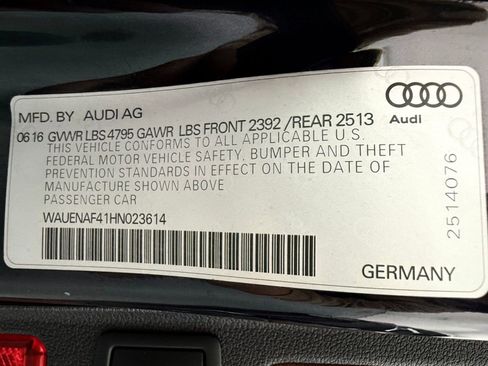 MFD. BY AUDI AG
06 16 GVWR LBS 4795 GAWR LBS FRONT 2392 /REAR 2513
THIS VEHICLE CONFORMS TO ALL APPLICABLE U.S.
FEDERAL MOTOR VEHICLE SAFETY, BUMPER AND THEFT
PREVENTION STANDARDS IN EFFECT ON THE DATE OF
MANUFACTURE SHOWN ABOVE
PASSENGER CAR
WAUENAF41HN023614
Audi
2514076
GERMANY